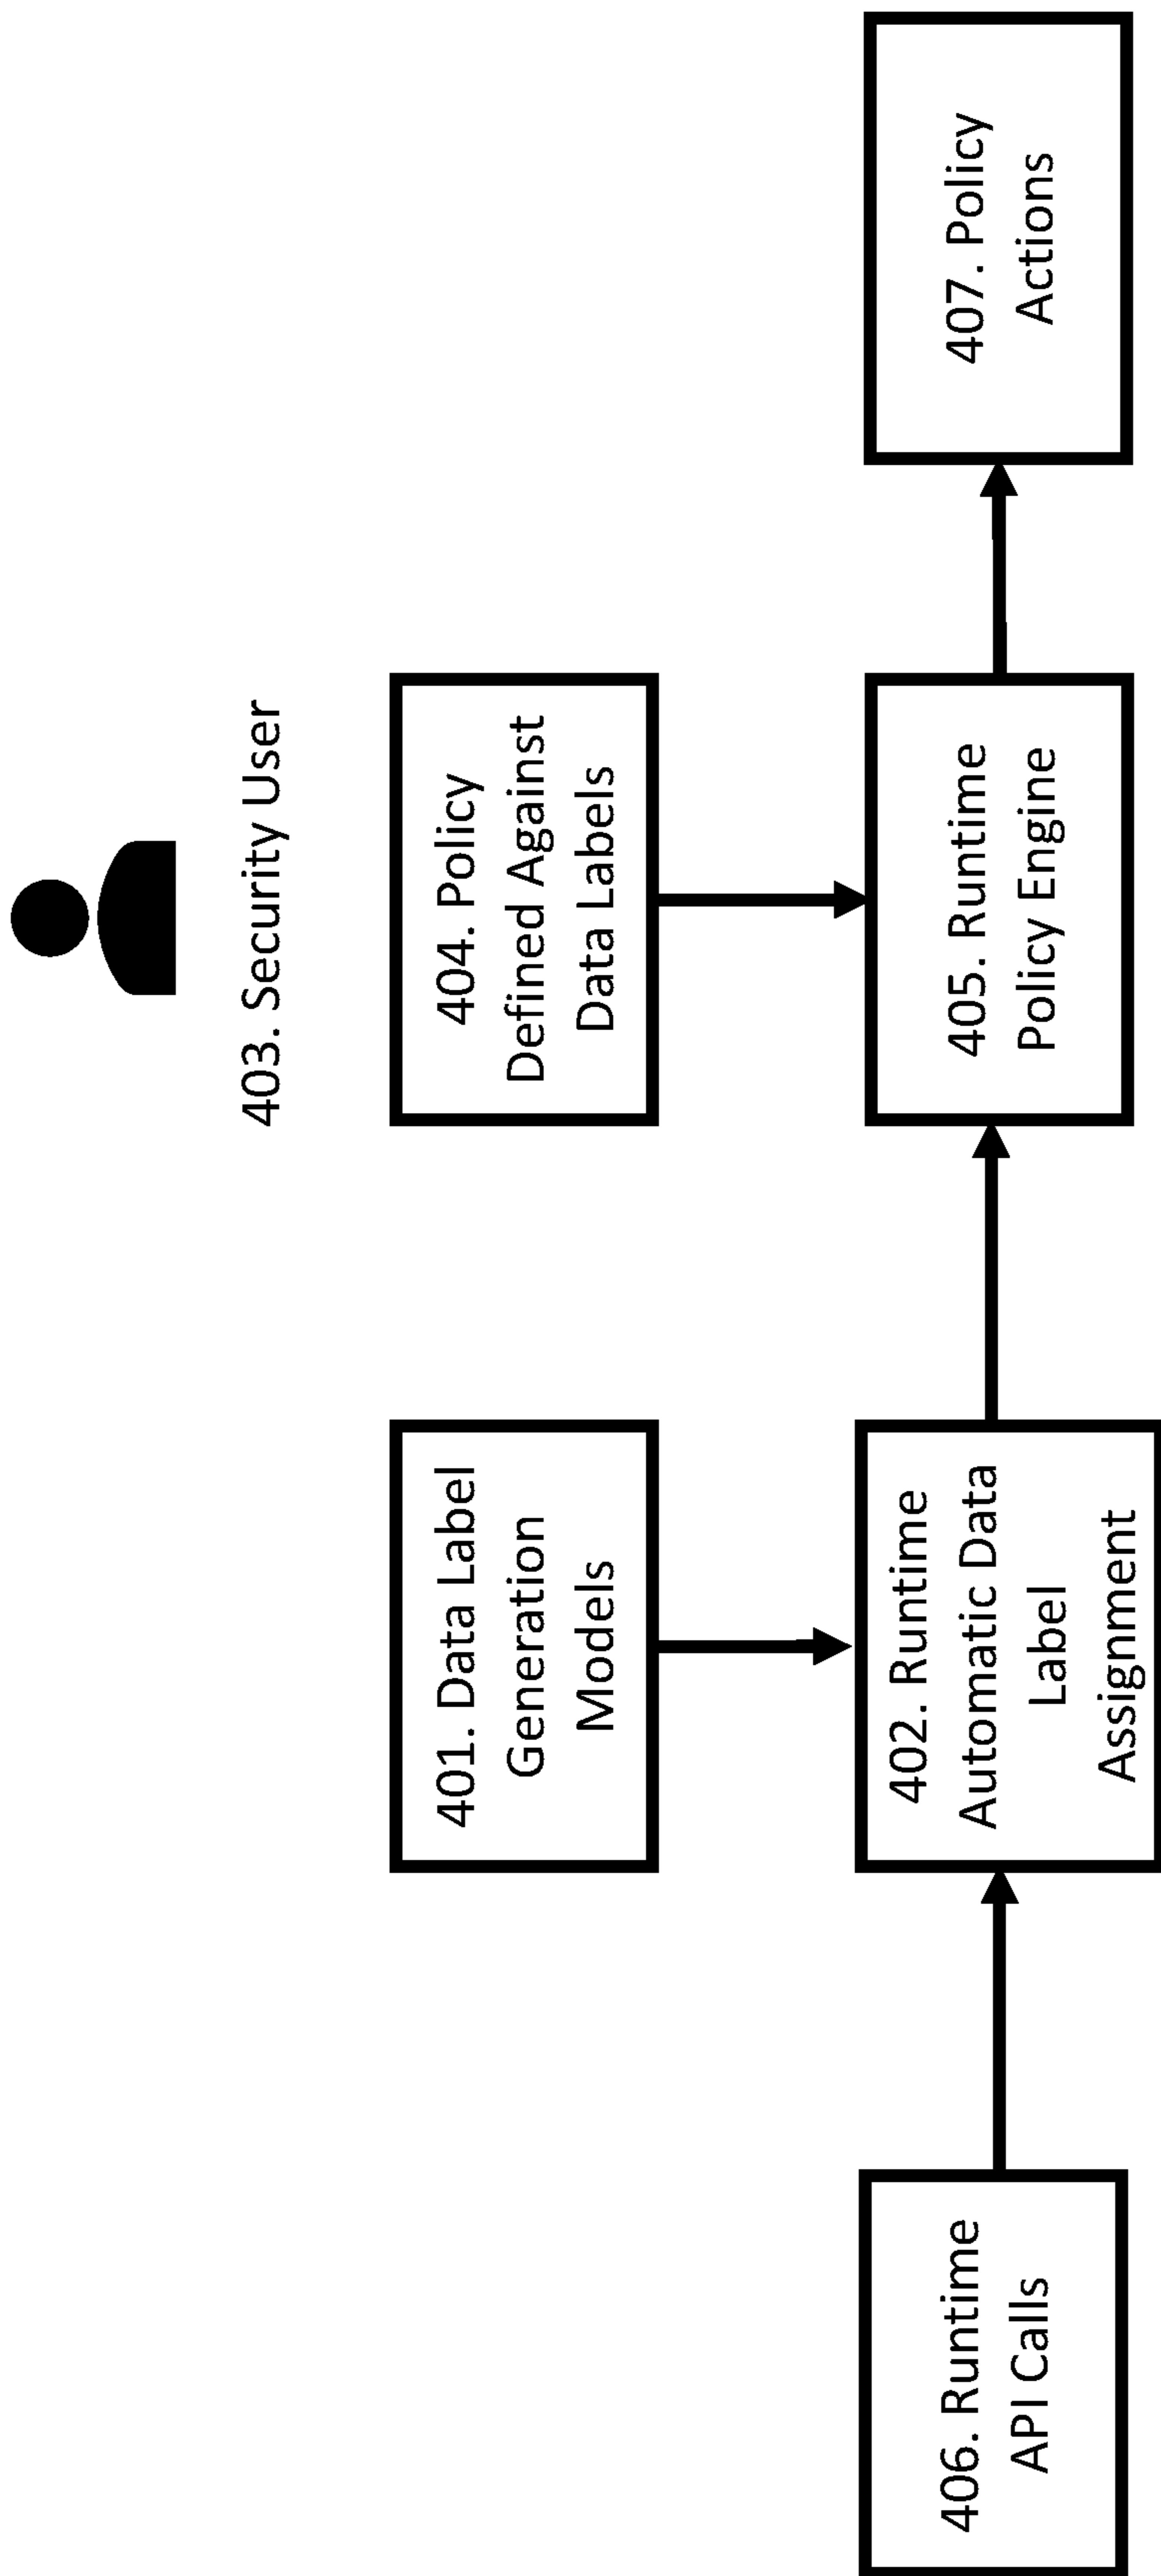 403. Security User
401. Data Label
Generation
Models
404. Policy
Defined Against
Data Labels
406. Runtime
API Calls
402. Runtime
Automatic Data
Label
Assignment
405. Runtime
Policy Engine
407. Policy
Actions